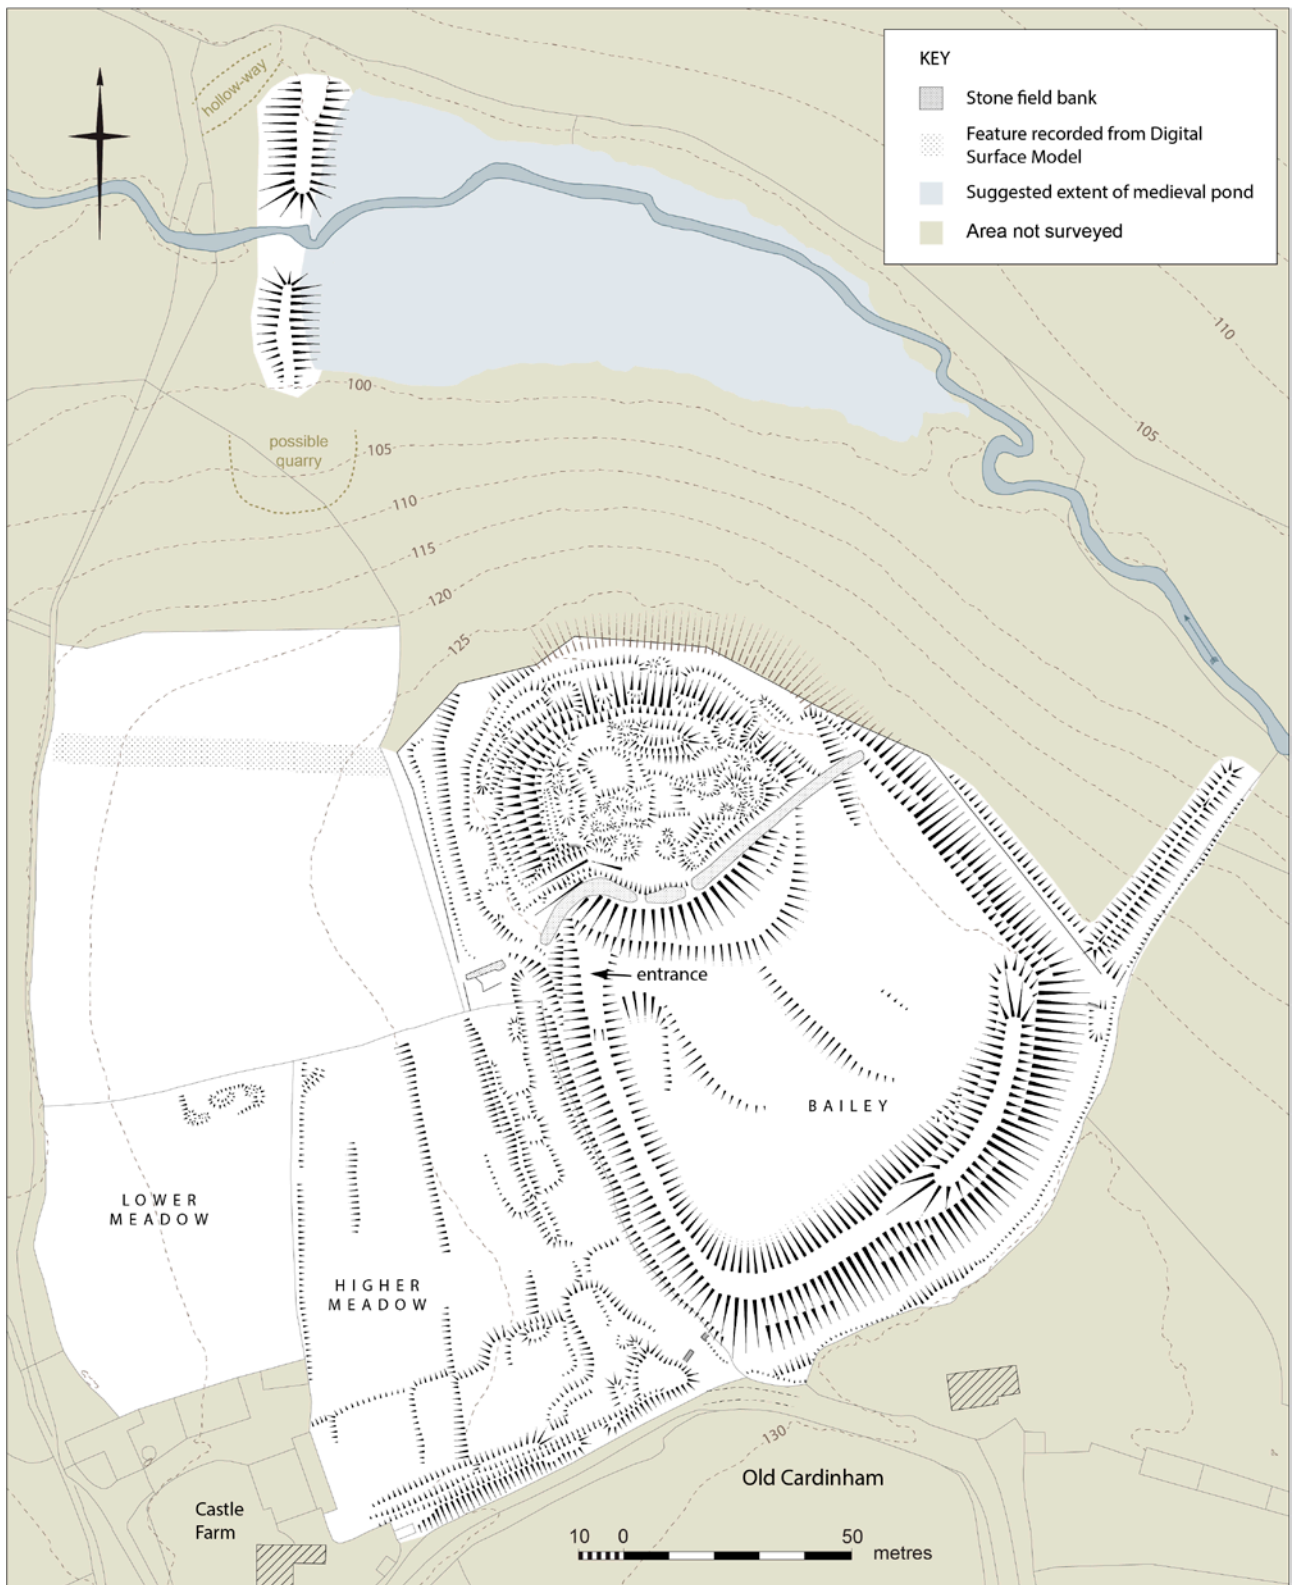 KEY
Stone field bank
Feature recorded from Digital
Surface Model
Suggested extent of medieval pond
Area not surveyed
hollow-way
110
105
100
possible
quarry
105
110
115
120
125
entrance
BAILEY
LOWER
MEADOW
HIGHER
MEADOW
130
Old Cardinham
Castle
Farm
10 0 50
metres